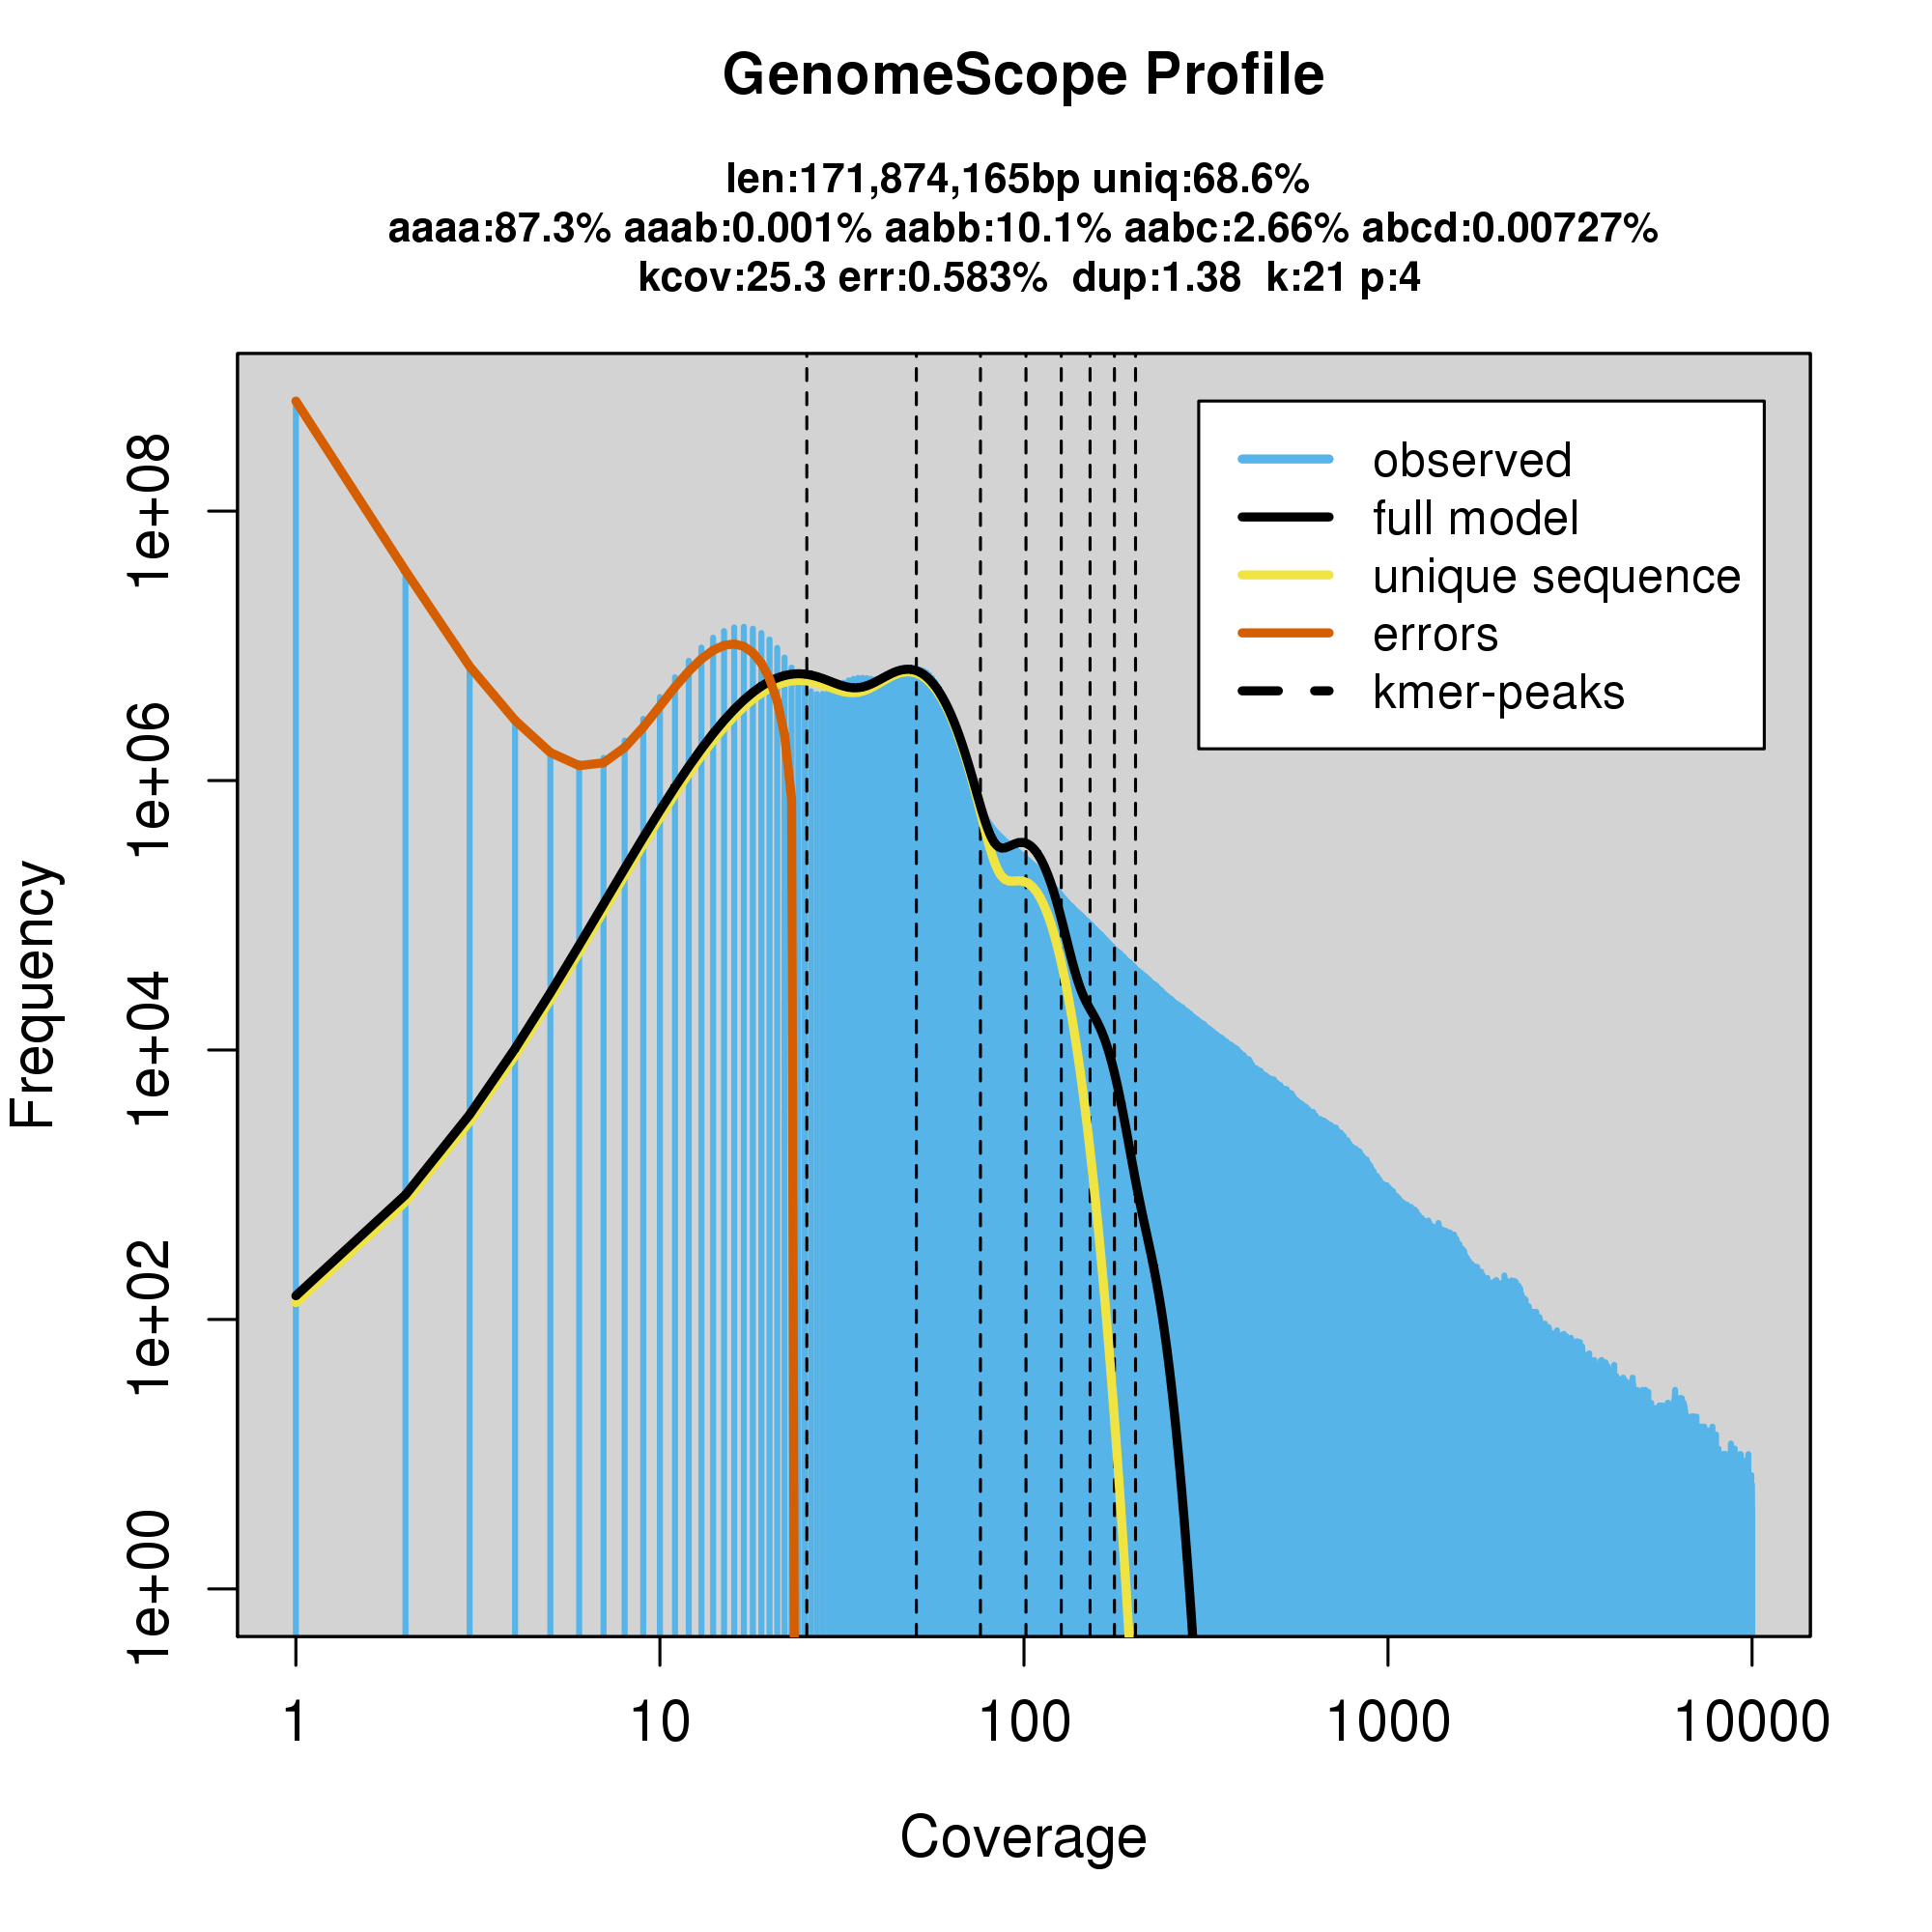 GenomeScope Profile
len:171,874,165bp uniq:68.6%
aaaa:87.3% aaab:0.001% aabb:10.1% aabc:2.66% abcd:0.00727%
kcov:25.3 err:0.583%  dup:1.38  k:21 p:4
observed
full model
unique sequence
errors
kmer-peaks
Frequency
1e+08
1e+06
1e+04
1e+02
1e+00
1 10 100 1000 10000
Coverage